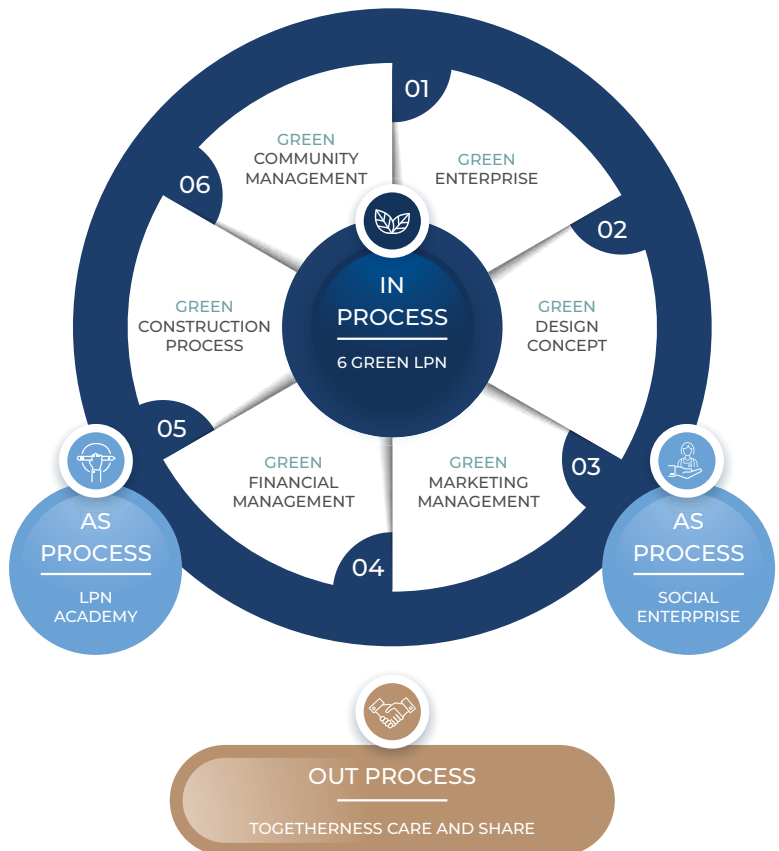 01
GREEN
ENTERPRISE
02
GREEN
DESIGN
CONCEPT
03
GREEN
MARKETING
MANAGEMENT
04
GREEN
FINANCIAL
MANAGEMENT
05
GREEN
CONSTRUCTION
PROCESS
06
GREEN
COMMUNITY
MANAGEMENT
IN
PROCESS
6 GREEN LPN
AS
PROCESS
LPN
ACADEMY
AS
PROCESS
SOCIAL
ENTERPRISE
OUT PROCESS
TOGETHERNESS CARE AND SHARE